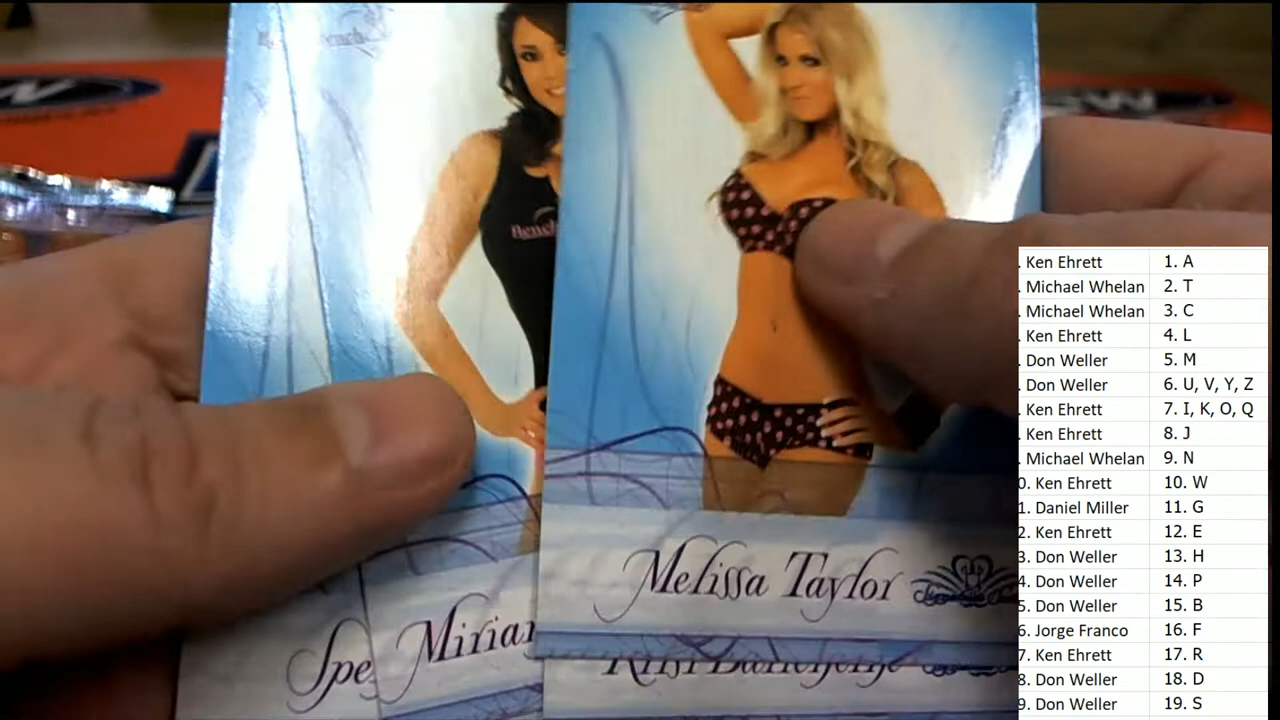 . Ken Ehrett 1. A
. Michael Whelan 2. T
. Michael Whelan 3. C
. Ken Ehrett 4. L
. Don Weller 5. M
. Don Weller 6. U, V, Y, Z
. Ken Ehrett 7. I, K, O, Q
. Ken Ehrett 8. J
. Michael Whelan 9. N
0. Ken Ehrett 10. W
1. Daniel Miller 11. G
2. Ken Ehrett 12. E
3. Don Weller 13. H
4. Don Weller 14. P
5. Don Weller 15. B
6. Jorge Franco 16. F
7. Ken Ehrett 17. R
8. Don Weller 18. D
9. Don Weller 19. S
Melissa Taylor
Miriam
Spe